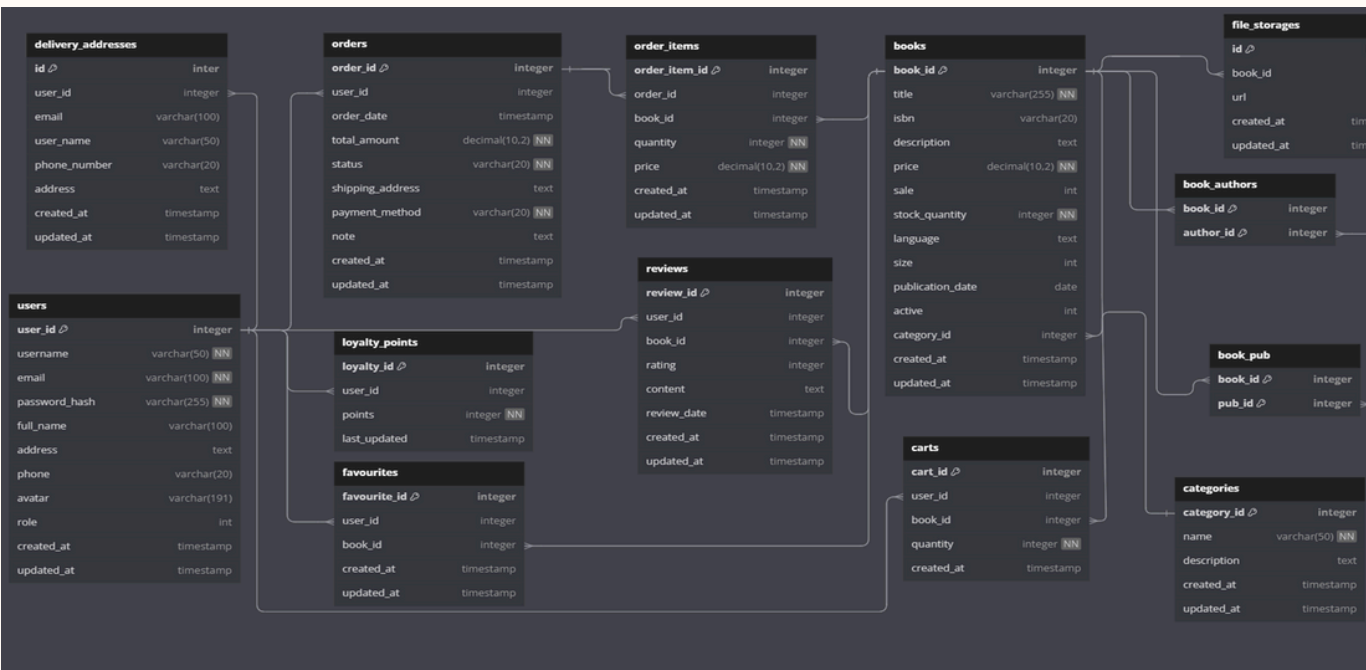 delivery_addresses
id inter
user_id integer
email varchar(100)
user_name varchar(50)
phone_number varchar(20)
address text
created_at timestamp
updated_at timestamp
users
user_id integer
username varchar(50) NN
email varchar(100) NN
password_hash varchar(255) NN
full_name varchar(100)
address text
phone varchar(20)
avatar varchar(191)
role int
created_at timestamp
updated_at timestamp
orders
order_id integer
user_id integer
order_date timestamp
total_amount decimal(10,2) NN
status varchar(20) NN
shipping_address text
payment_method varchar(20) NN
note text
created_at timestamp
updated_at timestamp
loyalty_points
loyalty_id integer
user_id integer
points integer NN
last_updated timestamp
favourites
favourite_id integer
user_id integer
book_id integer
created_at timestamp
updated_at timestamp
order_items
order_item_id integer
order_id integer
book_id integer
quantity integer NN
price decimal(10,2) NN
created_at timestamp
updated_at timestamp
reviews
review_id integer
user_id integer
book_id integer
rating integer
content text
review_date timestamp
created_at timestamp
updated_at timestamp
books
book_id integer
title varchar(255) NN
isbn varchar(20)
description text
price decimal(10,2) NN
sale int
stock_quantity integer NN
language text
size int
publication_date date
active int
category_id integer
created_at timestamp
updated_at timestamp
carts
cart_id integer
user_id integer
book_id integer
quantity integer NN
created_at timestamp
file_storages
id
book_id
url
created_at tim
updated_at tim
book_authors
book_id integer
author_id integer
book_pub
book_id integer
pub_id integer
categories
category_id integer
name varchar(50) NN
description text
created_at timestamp
updated_at timestamp